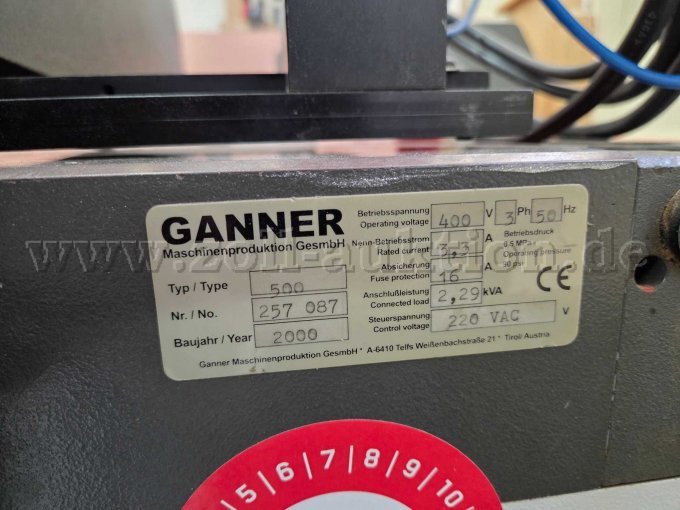 GANNER
Maschinenproduktion GesmbH
Typ / Type 500
Nr. / No. 257 087
Baujahr / Year 2000
Betriebsspannung
Operating voltage 400 V 3 Ph 50 Hz
Nenn-Betriebsstrom
Rated current 3,3 A
Absicherung
Fuse protection 16 A
Anschlußleistung
Connected load 2,29 kVA
Steuerspannung
Control voltage 220 VAC V
Betriebsdruck
0.5 MPa
Operating pressure
90 psi
CE
Ganner Maschinenproduktion GesmbH * A-6410 Telfs Weißenbachstraße 21 * Tirol/Austria
www.zoll-auktion.de
5 | 6 | 7 | 8 | 9 | 10